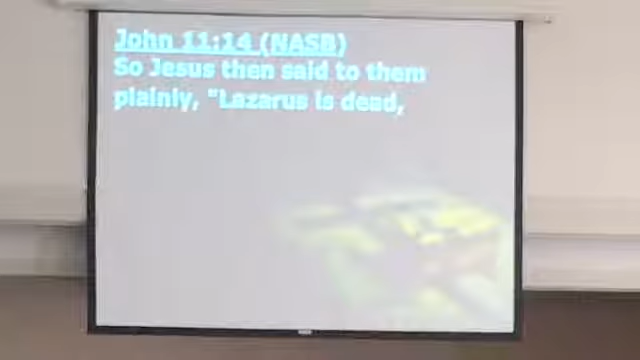 John 11:14 (NASB)
So Jesus then said to them
plainly, "Lazarus is dead,